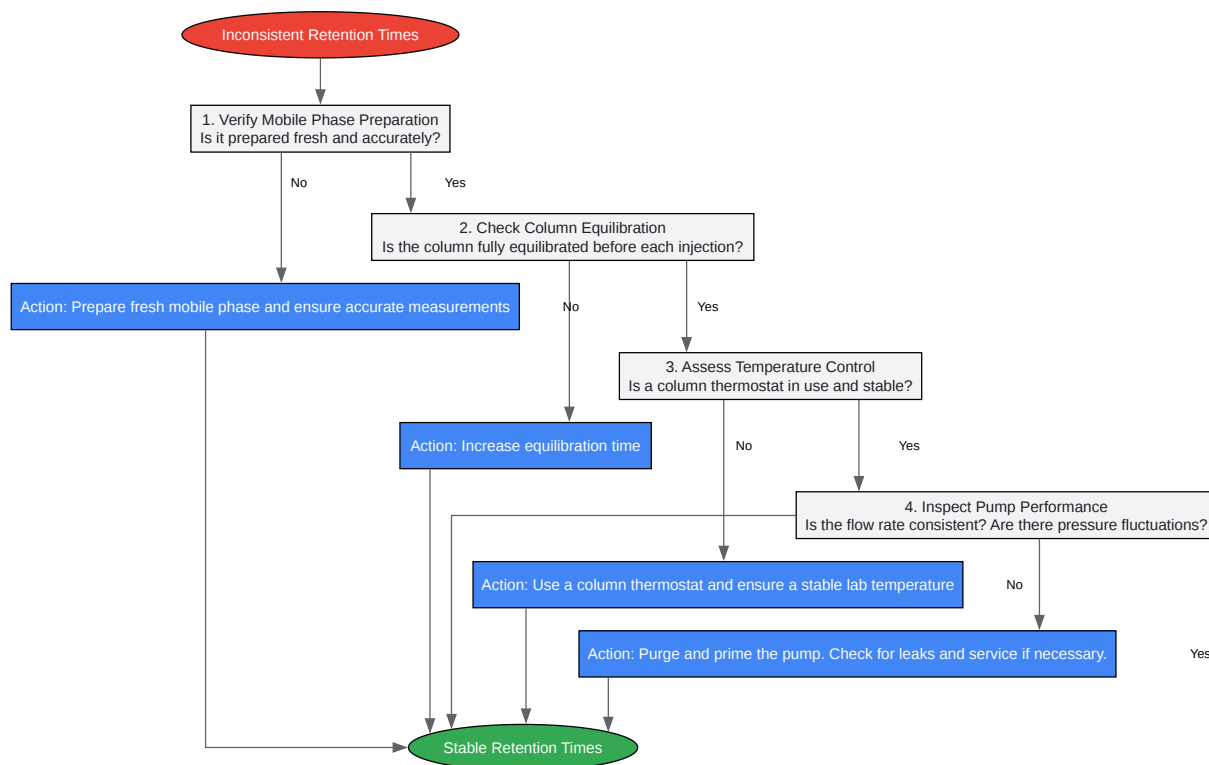 Inconsistent Retention Times
1. Verify Mobile Phase Preparation
Is it prepared fresh and accurately?
No
Yes
2. Check Column Equilibration
Is the column fully equilibrated before each injection?
Action: Prepare fresh mobile phase and ensure accurate measurements
No
Yes
3. Assess Temperature Control
Is a column thermostat in use and stable?
Action: Increase equilibration time
No
Yes
4. Inspect Pump Performance
Is the flow rate consistent? Are there pressure fluctuations?
Action: Use a column thermostat and ensure a stable lab temperature
No
Action: Purge and prime the pump. Check for leaks and service if necessary.
Yes
Stable Retention Times